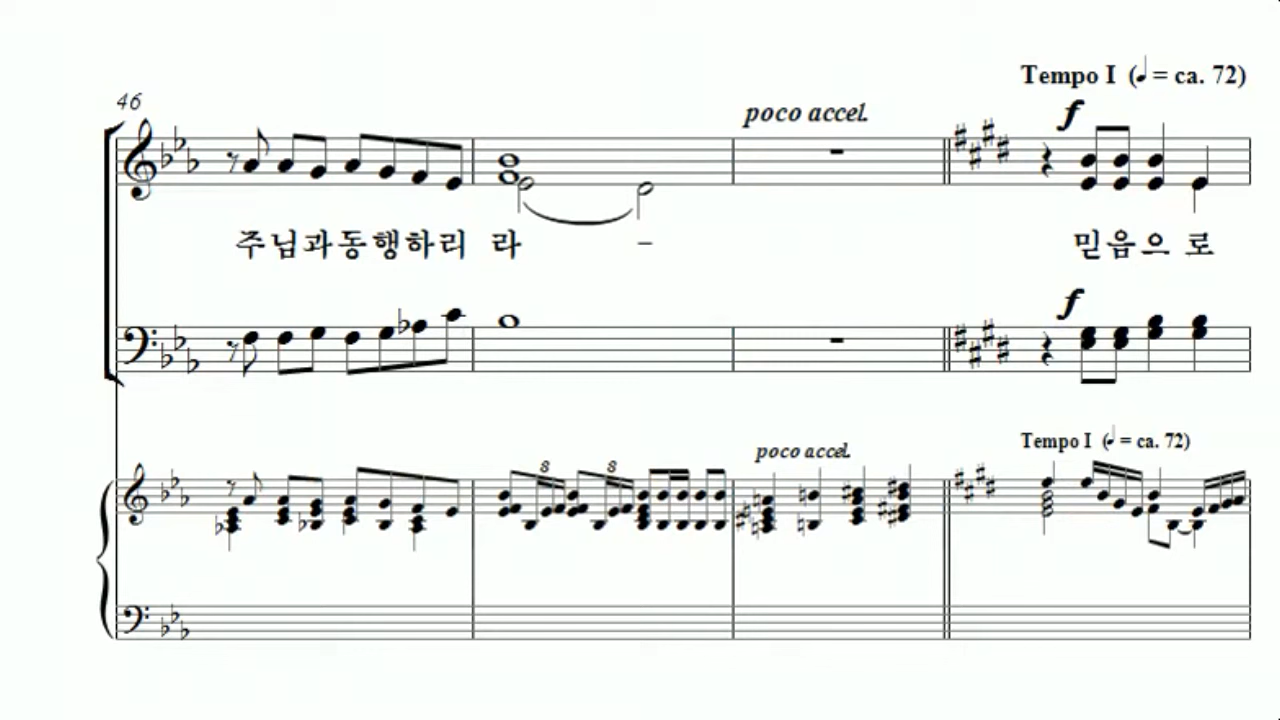 Tempo I (♩= ca. 72)
46
poco accel.
f
주님과동행하리 라 - 믿음으로
f
Tempo I (♩= ca. 72)
poco accel.
8 8